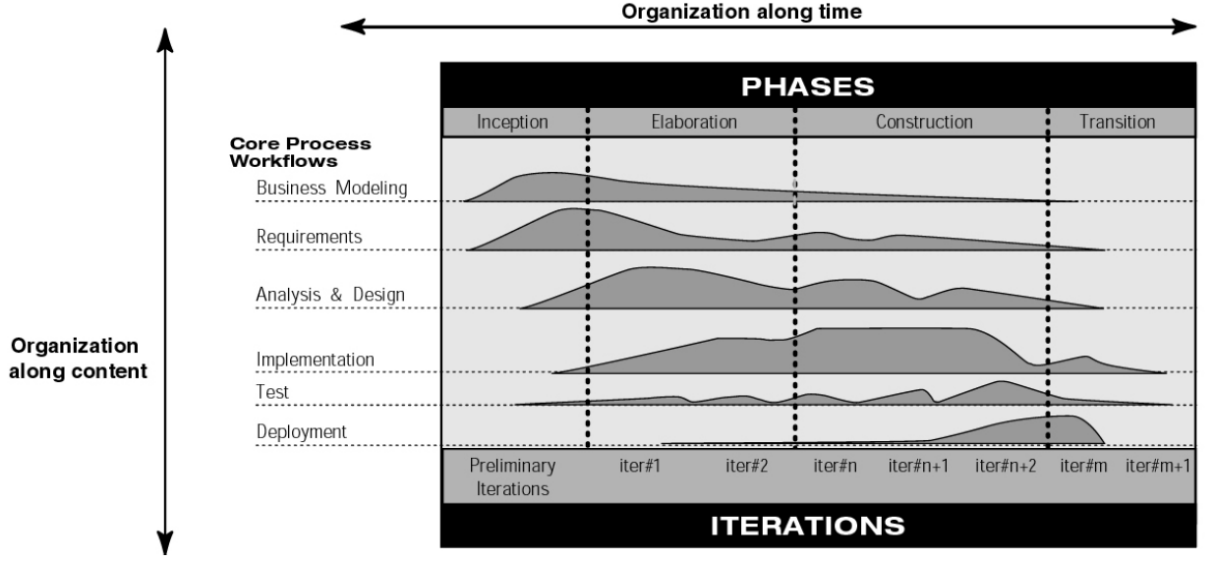 Organization along time
PHASES
Inception Elaboration Construction Transition
Core Process
Workflows
Business Modeling
Requirements
Analysis & Design
Implementation
Test
Deployment
Organization
along content
Preliminary
Iterations
iter#1 iter#2 iter#n iter#n+1 iter#n+2 iter#m iter#m+1
ITERATIONS